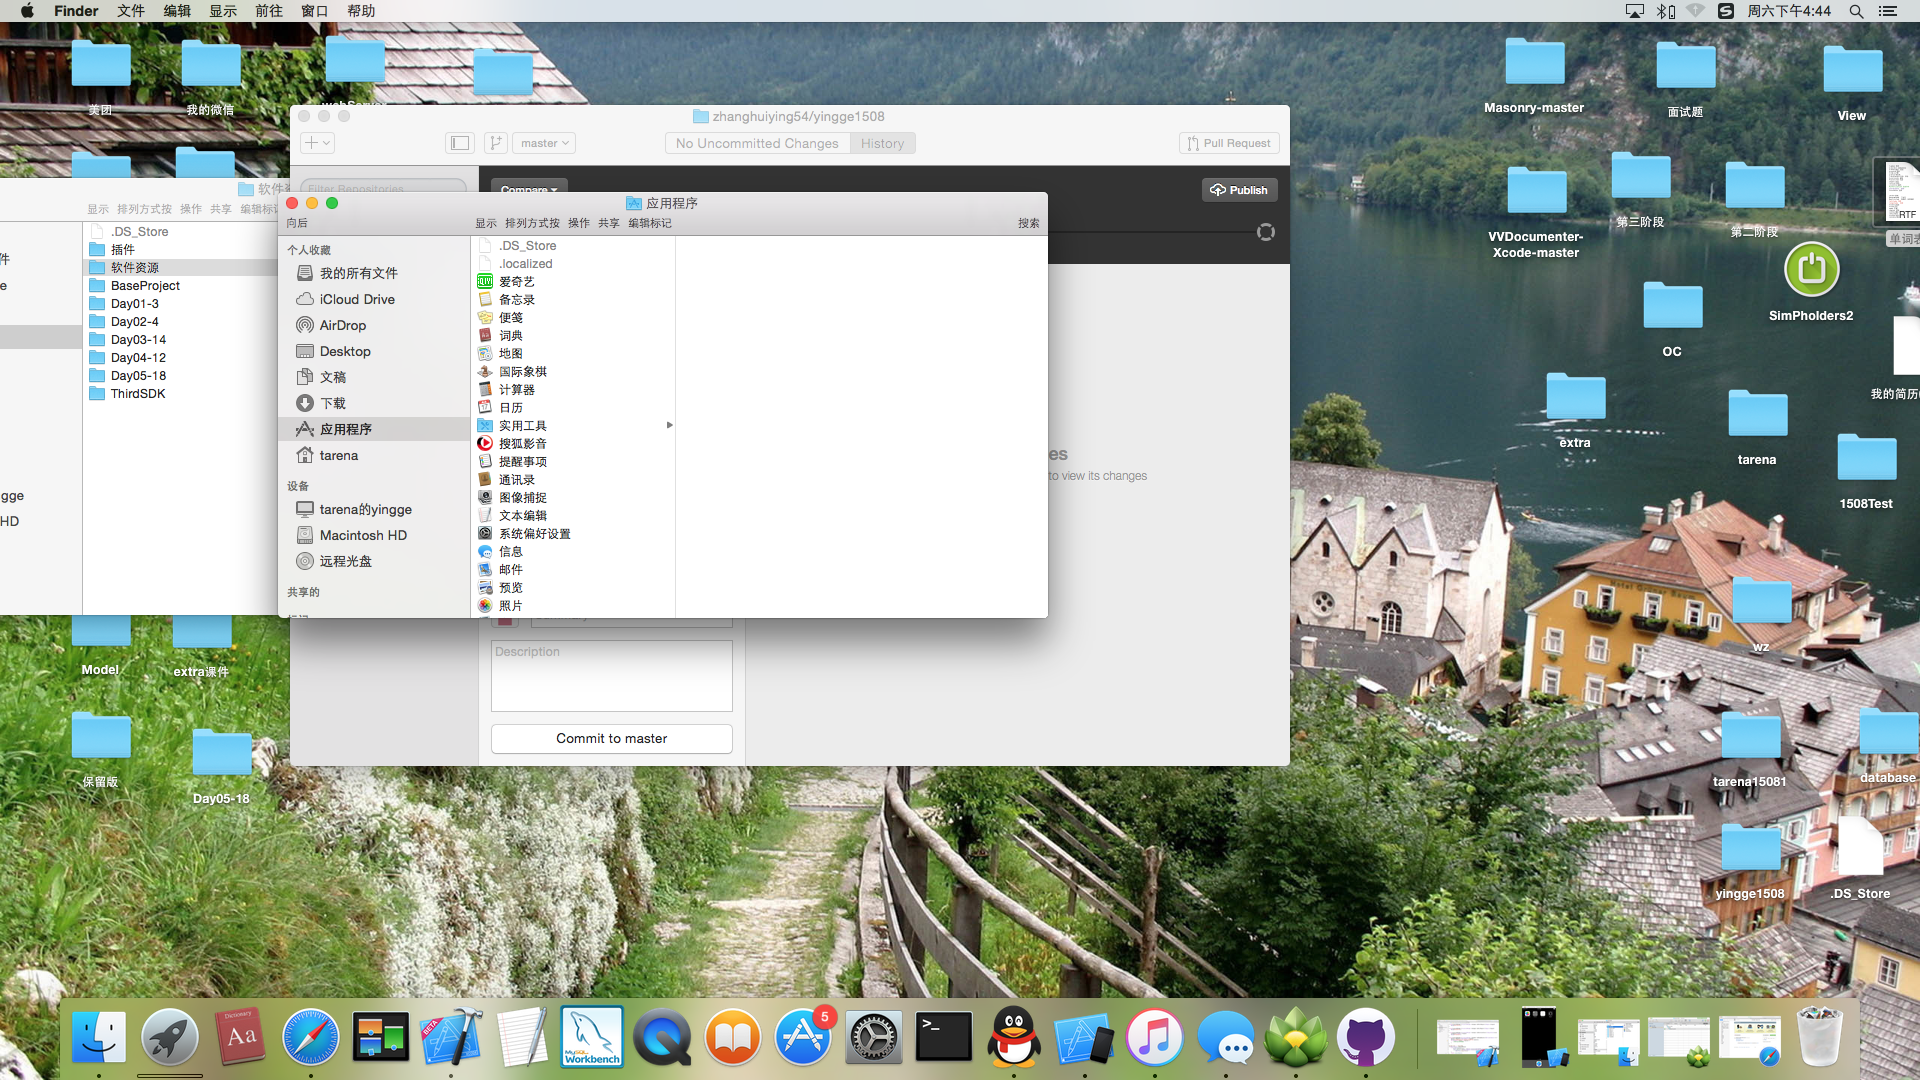 Finder 文件 编辑 显示 前往 窗口 帮助
周六下午4:44
美团
我的微信
webServer
Masonry-master
面试题
View
VVDocumenter-
Xcode-master
第三阶段
第二阶段
RTF
单词表
SimPholders2
OC
我的简历
extra
tarena
1508Test
wz
tarena15081
database
yingge1508
.DS_Store
Model
extra课件
保留版
Day05-18
zhanghuiying54/yingge1508
master
No Uncommitted Changes
History
Pull Request
Filter Repositories
Compare
Publish
es
to view its changes
Summary
Description
Commit to master
软件资
显示 排列方式按 操作 共享 编辑标记
件
e
gge
HD
.DS_Store
插件
软件资源
BaseProject
Day01-3
Day02-4
Day03-14
Day04-12
Day05-18
ThirdSDK
应用程序
向后
显示 排列方式按 操作 共享 编辑标记
搜索
个人收藏
我的所有文件
iCloud Drive
AirDrop
Desktop
文稿
下载
应用程序
tarena
设备
tarena的yingge
Macintosh HD
远程光盘
共享的
.DS_Store
.localized
爱奇艺
备忘录
便笺
词典
地图
国际象棋
计算器
日历
实用工具
搜狐影音
提醒事项
通讯录
图像捕捉
文本编辑
系统偏好设置
信息
邮件
预览
照片
Dictionary
Aa
BETA
MySQL
Workbench
5
>_